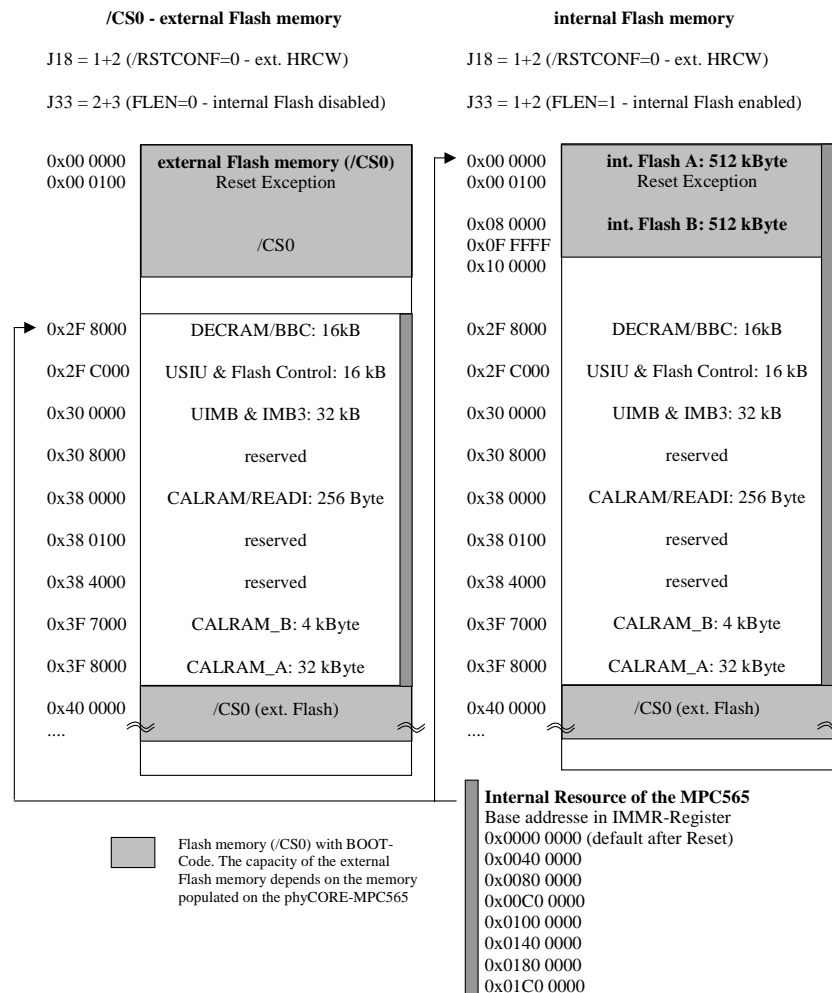 /CS0 - external Flash memory
J18 = 1+2 (/RSTCONF=0 - ext. HRCW)
J33 = 2+3 (FLEN=0 - internal Flash disabled)
0x00 0000 external Flash memory (/CS0)
0x00 0100 Reset Exception
/CS0
0x2F 8000 DECRAM/BBC: 16kB
0x2F C000 USIU & Flash Control: 16 kB
0x30 0000 UIMB & IMB3: 32 kB
0x30 8000 reserved
0x38 0000 CALRAM/READI: 256 Byte
0x38 0100 reserved
0x38 4000 reserved
0x3F 7000 CALRAM_B: 4 kByte
0x3F 8000 CALRAM_A: 32 kByte
0x40 0000 /CS0 (ext. Flash)
....
internal Flash memory
J18 = 1+2 (/RSTCONF=0 - ext. HRCW)
J33 = 1+2 (FLEN=1 - internal Flash enabled)
0x00 0000 int. Flash A: 512 kByte
0x00 0100 Reset Exception
0x08 0000 int. Flash B: 512 kByte
0x0F FFFF
0x10 0000
0x2F 8000 DECRAM/BBC: 16kB
0x2F C000 USIU & Flash Control: 16 kB
0x30 0000 UIMB & IMB3: 32 kB
0x30 8000 reserved
0x38 0000 CALRAM/READI: 256 Byte
0x38 0100 reserved
0x38 4000 reserved
0x3F 7000 CALRAM_B: 4 kByte
0x3F 8000 CALRAM_A: 32 kByte
0x40 0000 /CS0 (ext. Flash)
....
Flash memory (/CS0) with BOOT-
Code. The capacity of the external
Flash memory depends on the memory
populated on the phyCORE-MPC565
Internal Resource of the MPC565
Base addresse in IMMR-Register
0x0000 0000 (default after Reset)
0x0040 0000
0x0080 0000
0x00C0 0000
0x0100 0000
0x0140 0000
0x0180 0000
0x01C0 0000